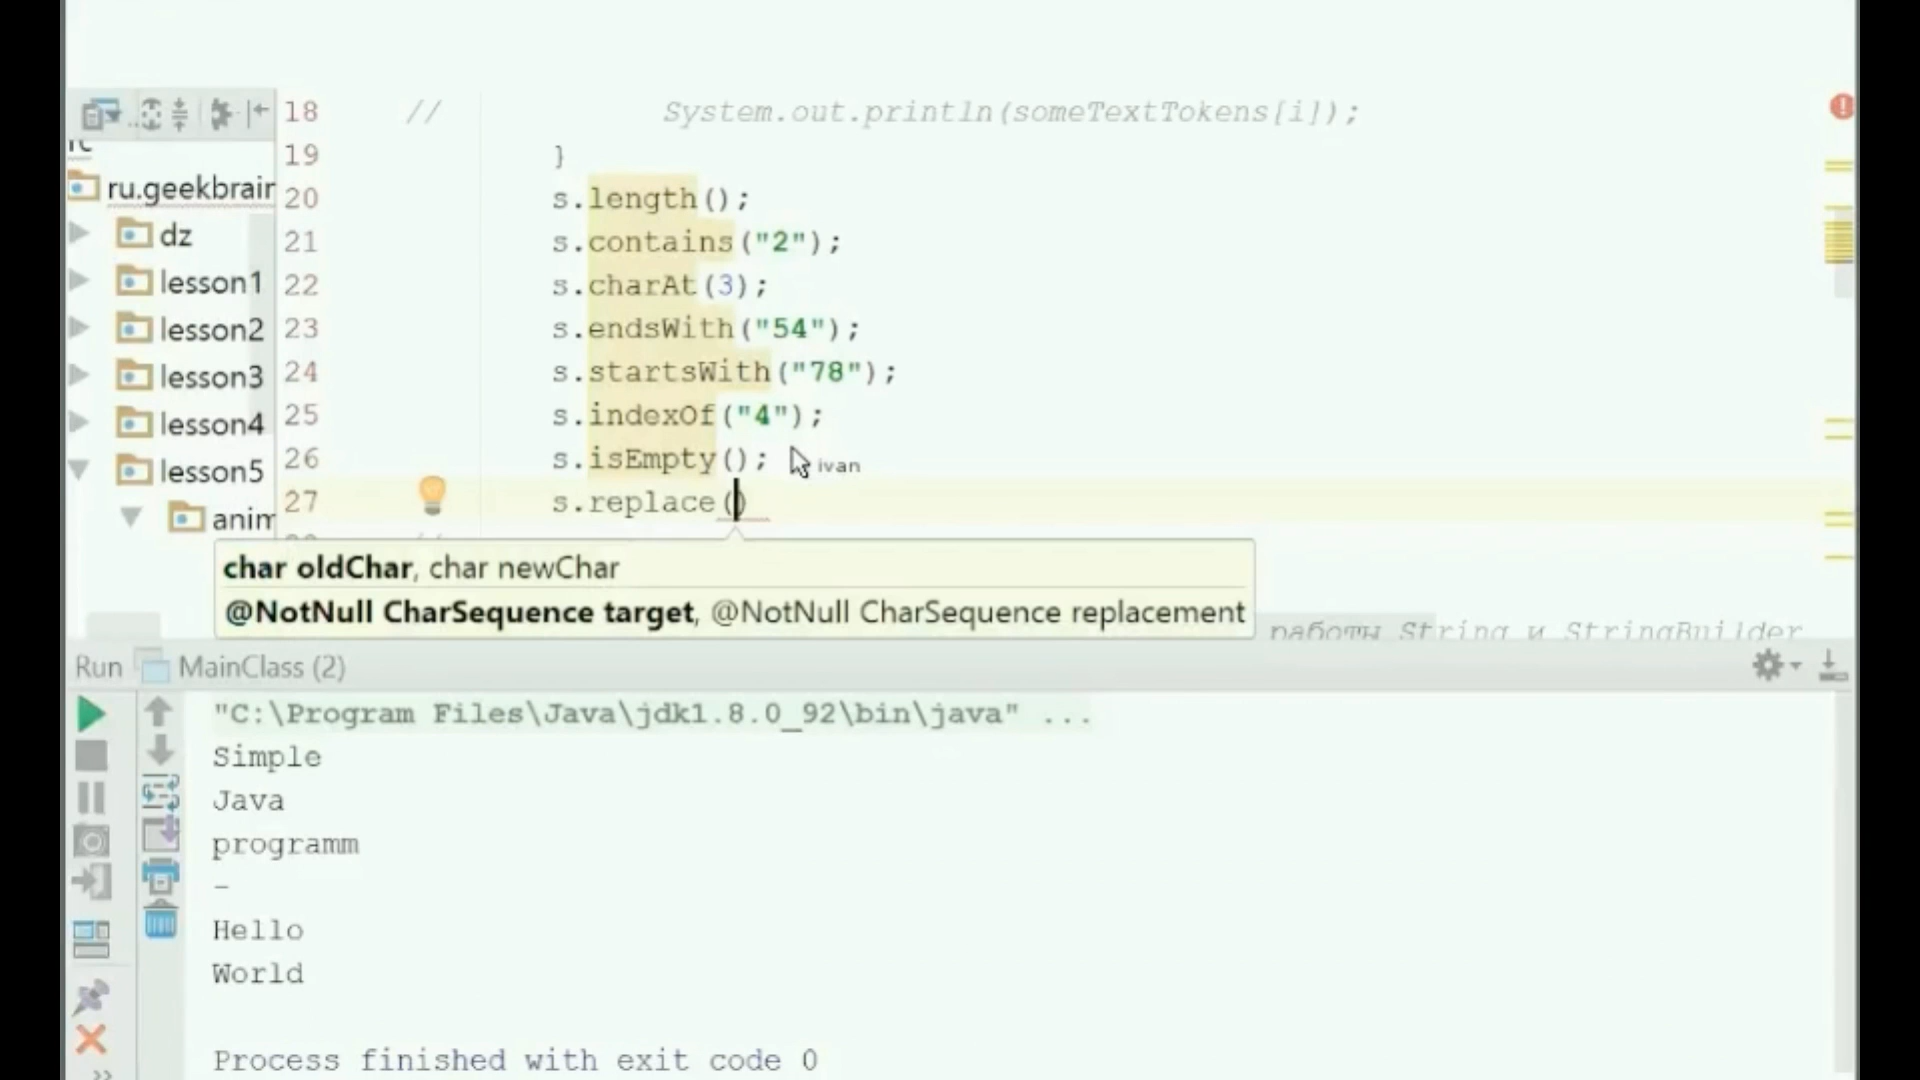 18 // System.out.println(someTextTokens[i]);
19 }
ru.geekbrain
20 s.length();
dz
21 s.contains("2");
lesson1
22 s.charAt(3);
lesson2
23 s.endsWith("54");
lesson3
24 s.startsWith("78");
lesson4
25 s.indexOf("4");
lesson5
26 s.isEmpty();
ivan
anim
27 s.replace()
char oldChar, char newChar
@NotNull CharSequence target, @NotNull CharSequence replacement
работы String и StringBuilder
Run MainClass (2)
"C:\Program Files\Java\jdk1.8.0_92\bin\java" ...
Simple
Java
programm
-
Hello
World
Process finished with exit code 0